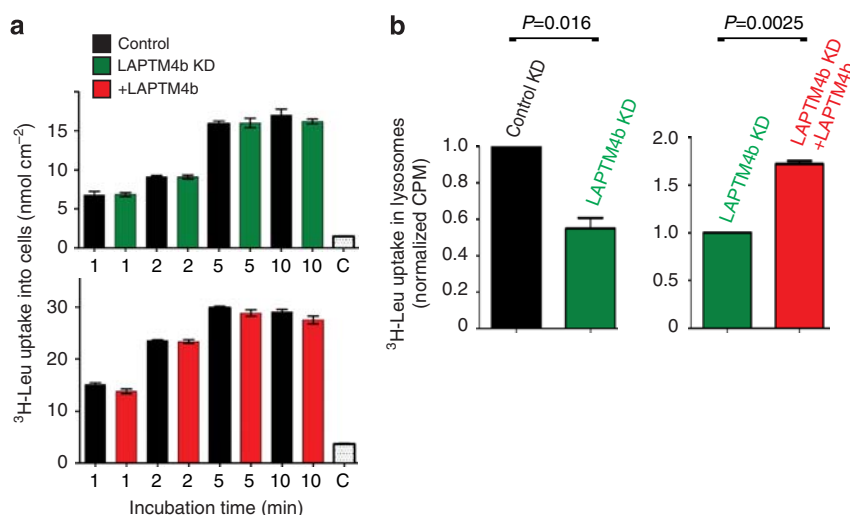 a
Control
LAPTM4b KD
+LAPTM4b
³H-Leu uptake into cells (nmol cm⁻²)
15
10
5
0
1 1 2 2 5 5 10 10 C
30
20
10
0
1 1 2 2 5 5 10 10 C
Incubation time (min)
b
P=0.016
P=0.0025
³H-Leu uptake in lysosomes
(normalized CPM)
Control KD
LAPTM4b KD
1.0
0.8
0.6
0.4
0.2
0
LAPTM4b KD
LAPTM4b KD
+LAPTM4b
2.0
1.5
1.0
0.5
0